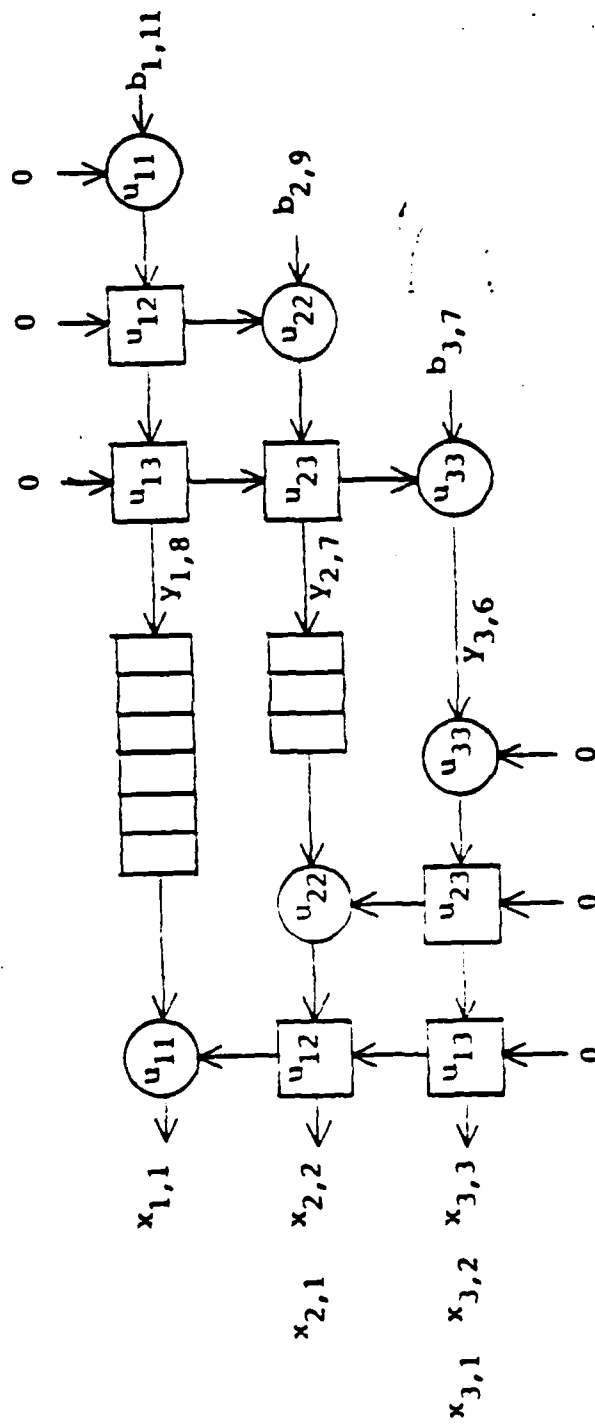 0 0 0
x₁,₁ u₁₁ y₁,₈ u₁₃ u₁₂ u₁₁ b₁,₁₁
x₂,₁ x₂,₂ u₁₂ u₂₂ y₂,₇ u₂₃ u₂₂ b₂,₉
x₃,₁ x₃,₂ x₃,₃ u₁₃ u₂₃ u₃₃ y₃,₆ u₃₃ b₃,₇
0 0 0